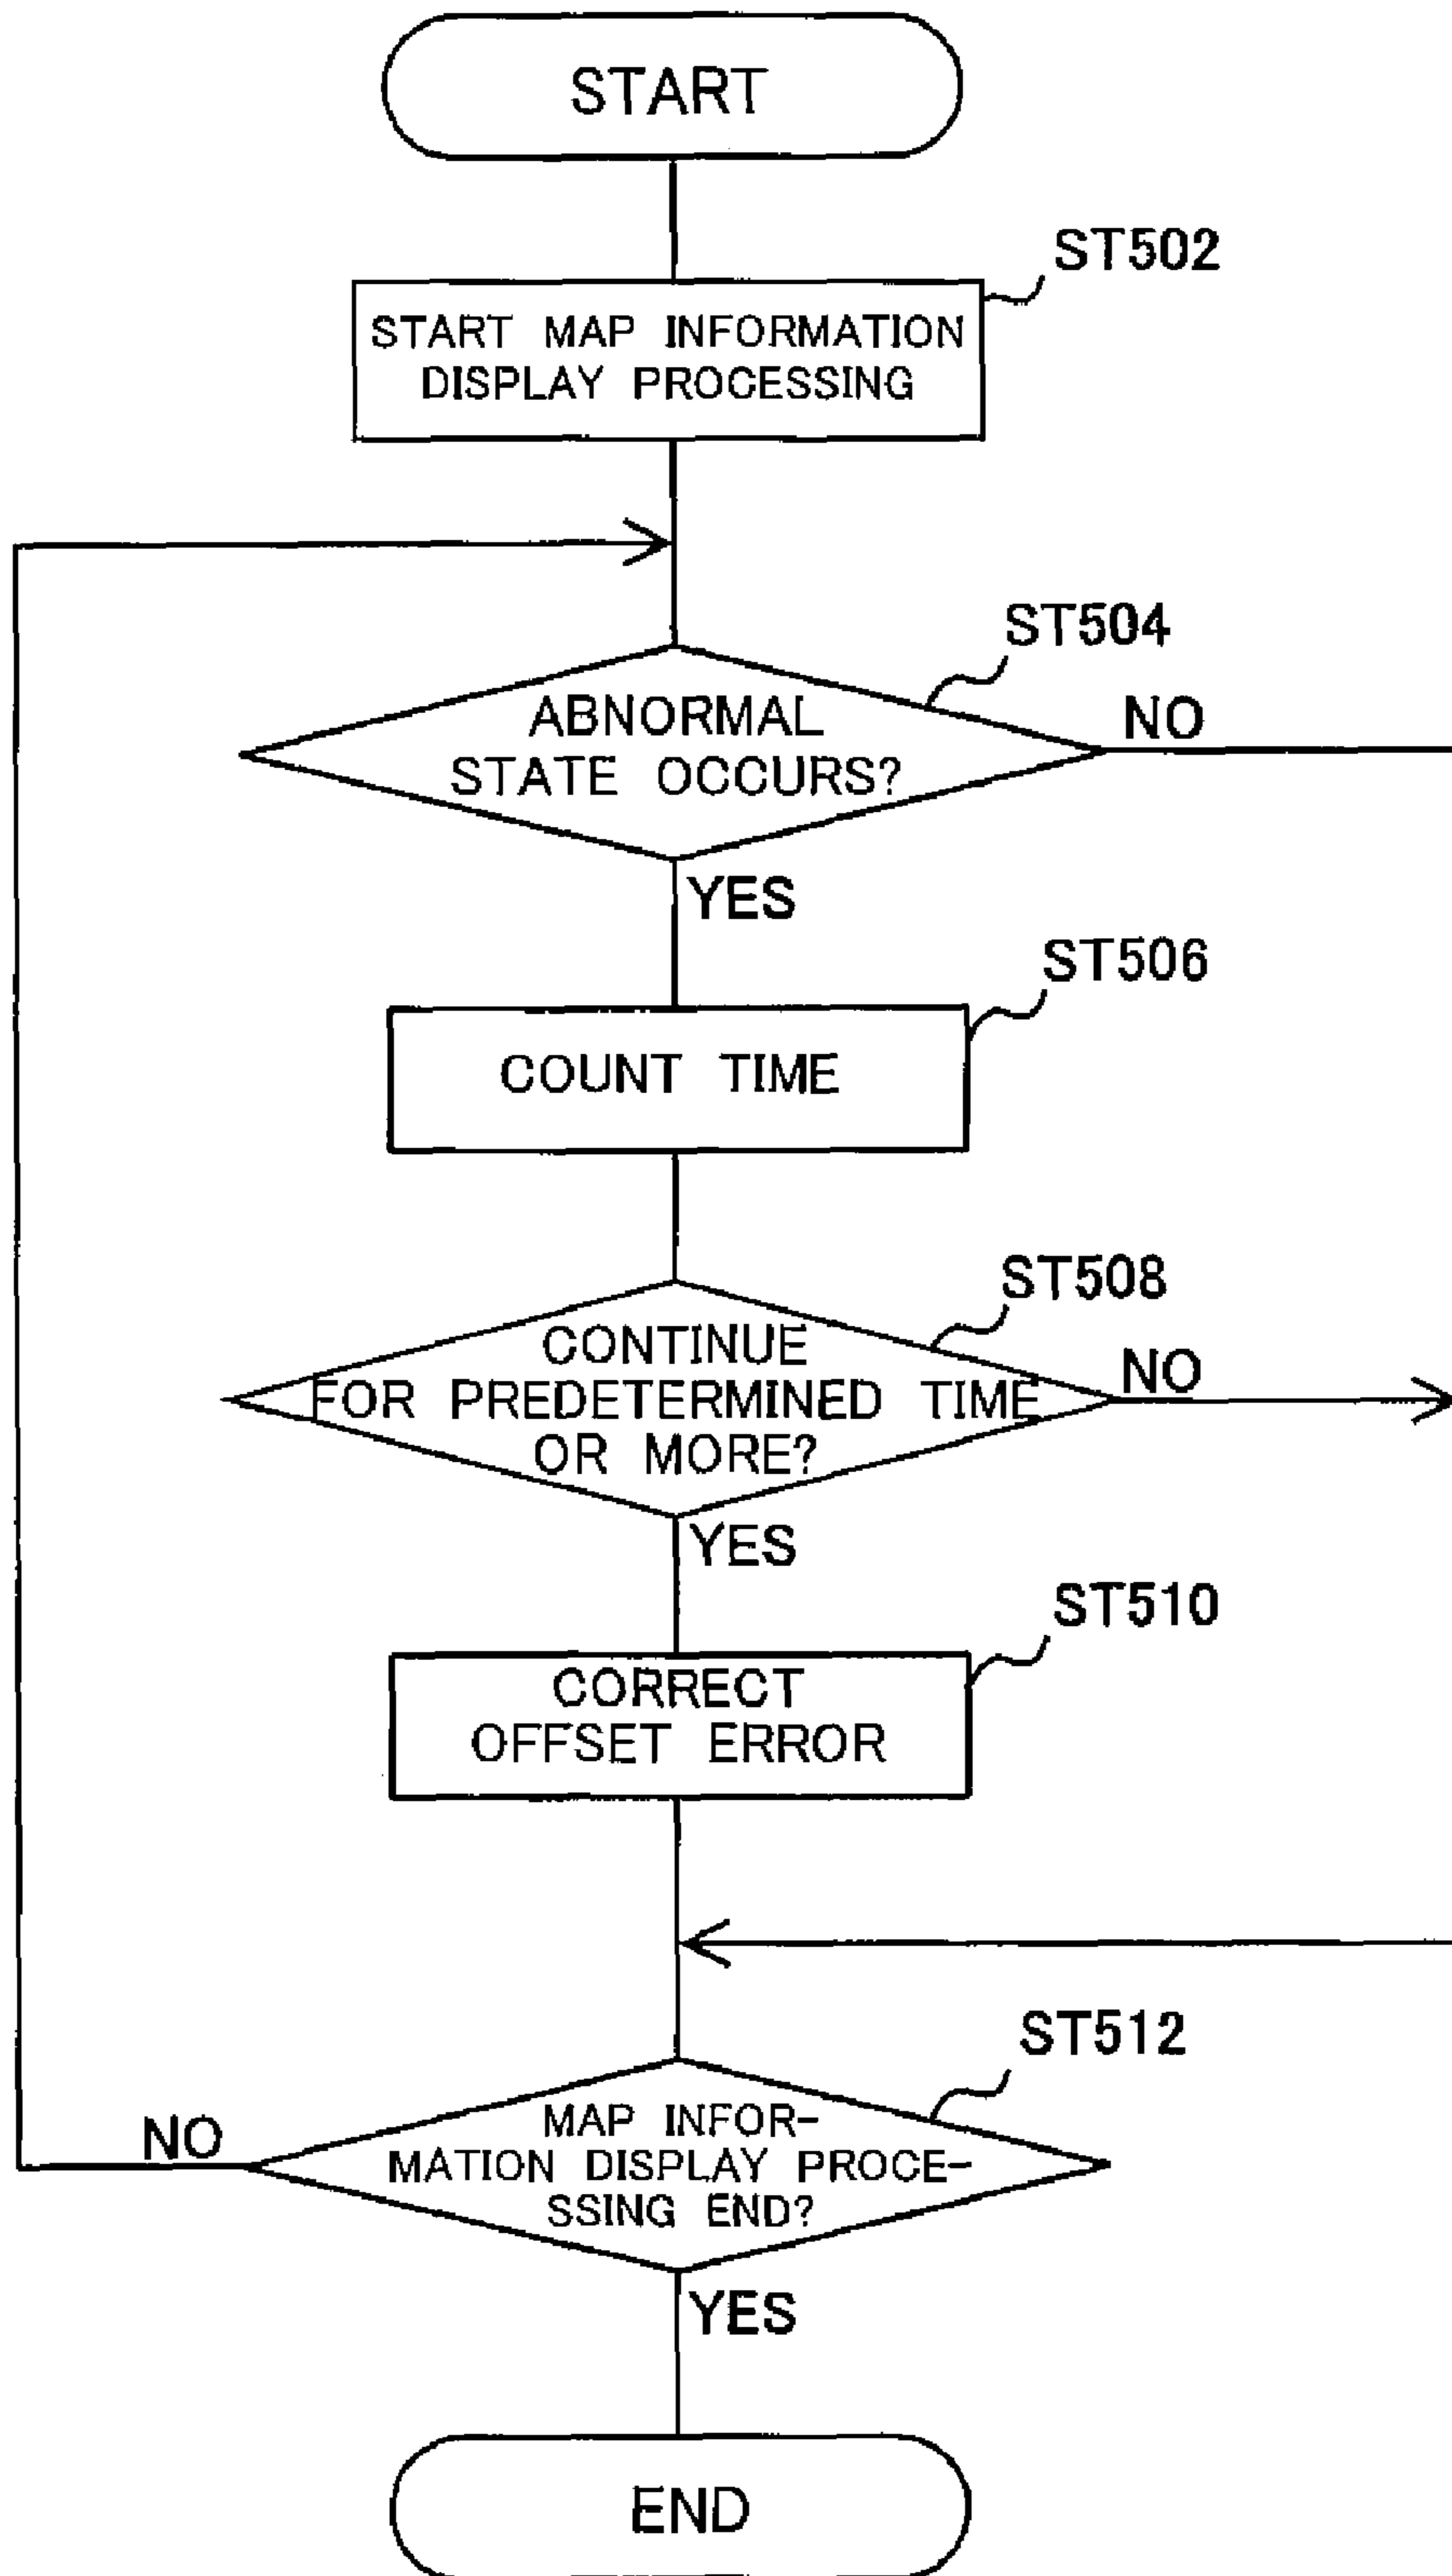 START
ST502
START MAP INFORMATION
DISPLAY PROCESSING
ST504
ABNORMAL
STATE OCCURS?
NO
YES
ST506
COUNT TIME
ST508
CONTINUE
FOR PREDETERMINED TIME
OR MORE?
NO
YES
ST510
CORRECT
OFFSET ERROR
ST512
MAP INFOR-
MATION DISPLAY PROCE-
SSING END?
NO
YES
END